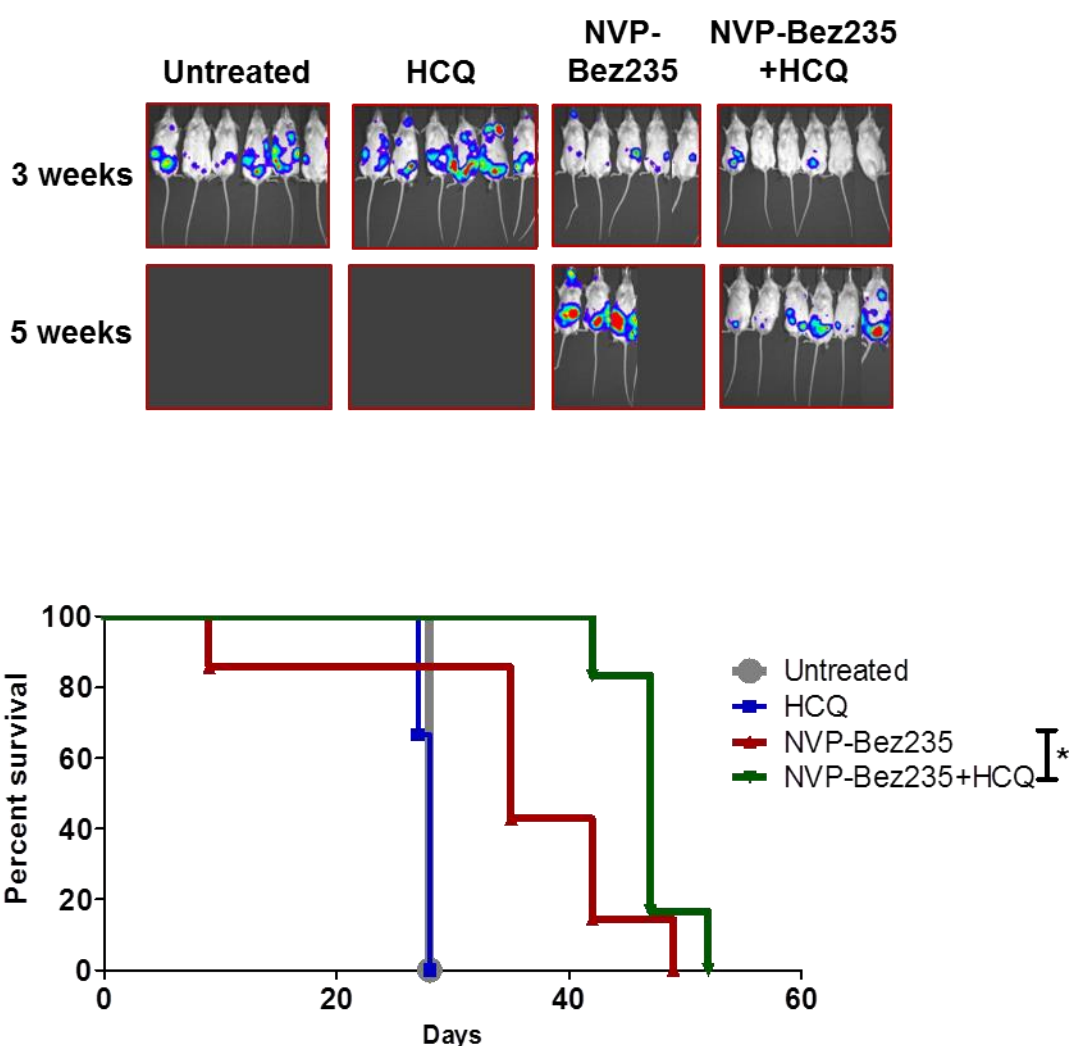 Untreated
HCQ
NVP-
Bez235
NVP-Bez235
+HCQ
3 weeks
5 weeks
Percent survival
100
80
60
40
20
0
0
20
40
60
Days
Untreated
HCQ
NVP-Bez235
NVP-Bez235+HCQ
*